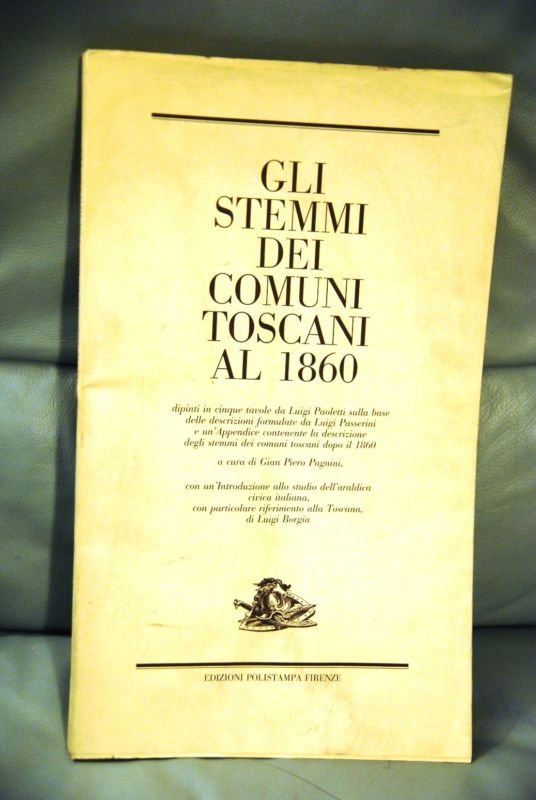 GLI
STEMMI
DEI
COMUNI
TOSCANI
AL 1860
dipinti in cinque tavole da Luigi Paoletti sulla base
delle descrizioni formulate da Luigi Passerini
e un'Appendice contenente la descrizione
degli stemmi dei comuni toscani dopo il 1860
a cura di Gian Piero Pagnini,
con un'Introduzione allo studio dell'araldica
civica italiana,
con particolare riferimento alla Toscana,
di Luigi Borgia
EDIZIONI POLISTAMPA FIRENZE